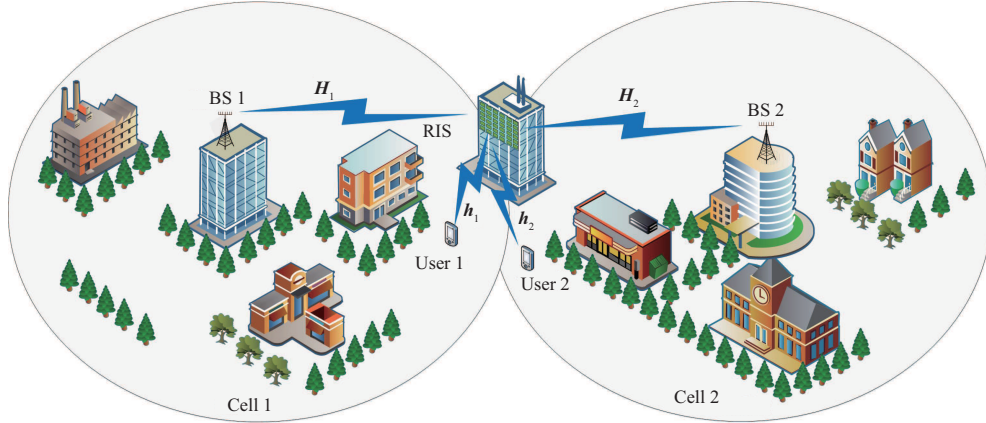 BS 1
H1
RIS
H2
BS 2
h1
h2
User 1
User 2
Cell 1
Cell 2